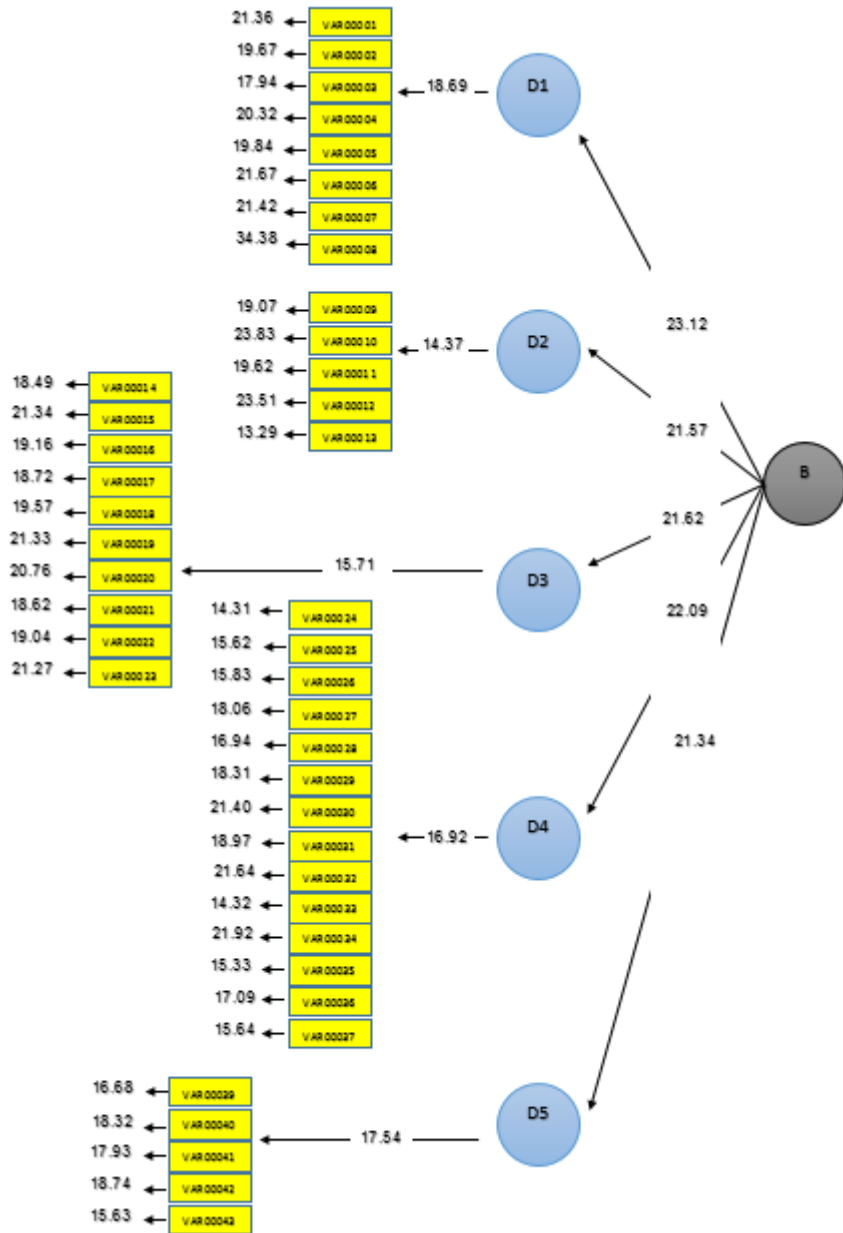 21.36 VAR00001
19.67 VAR00002
17.94 VAR00003 18.69 D1
20.32 VAR00004
19.84 VAR00005
21.67 VAR00006
21.42 VAR00007
34.38 VAR00008
19.07 VAR00009
23.83 VAR00010 14.37 D2
19.62 VAR00011
23.51 VAR00012
13.29 VAR00013
23.12
21.57
B
21.62
22.09
21.34
18.49 VAR00014
21.34 VAR00015
19.16 VAR00016
18.72 VAR00017
19.57 VAR00018
21.33 VAR00019
20.76 VAR00020 15.71 D3
18.62 VAR00021
19.04 VAR00022
21.27 VAR00023
14.31 VAR00024
15.62 VAR00025
15.83 VAR00026
18.06 VAR00027
16.94 VAR00028
18.31 VAR00029
21.40 VAR00030
18.97 VAR00031 16.92 D4
21.64 VAR00032
14.32 VAR00033
21.92 VAR00034
15.33 VAR00035
17.09 VAR00036
15.64 VAR00037
16.68 VAR00039
18.32 VAR00040 17.54 D5
17.93 VAR00041
18.74 VAR00042
15.63 VAR00043